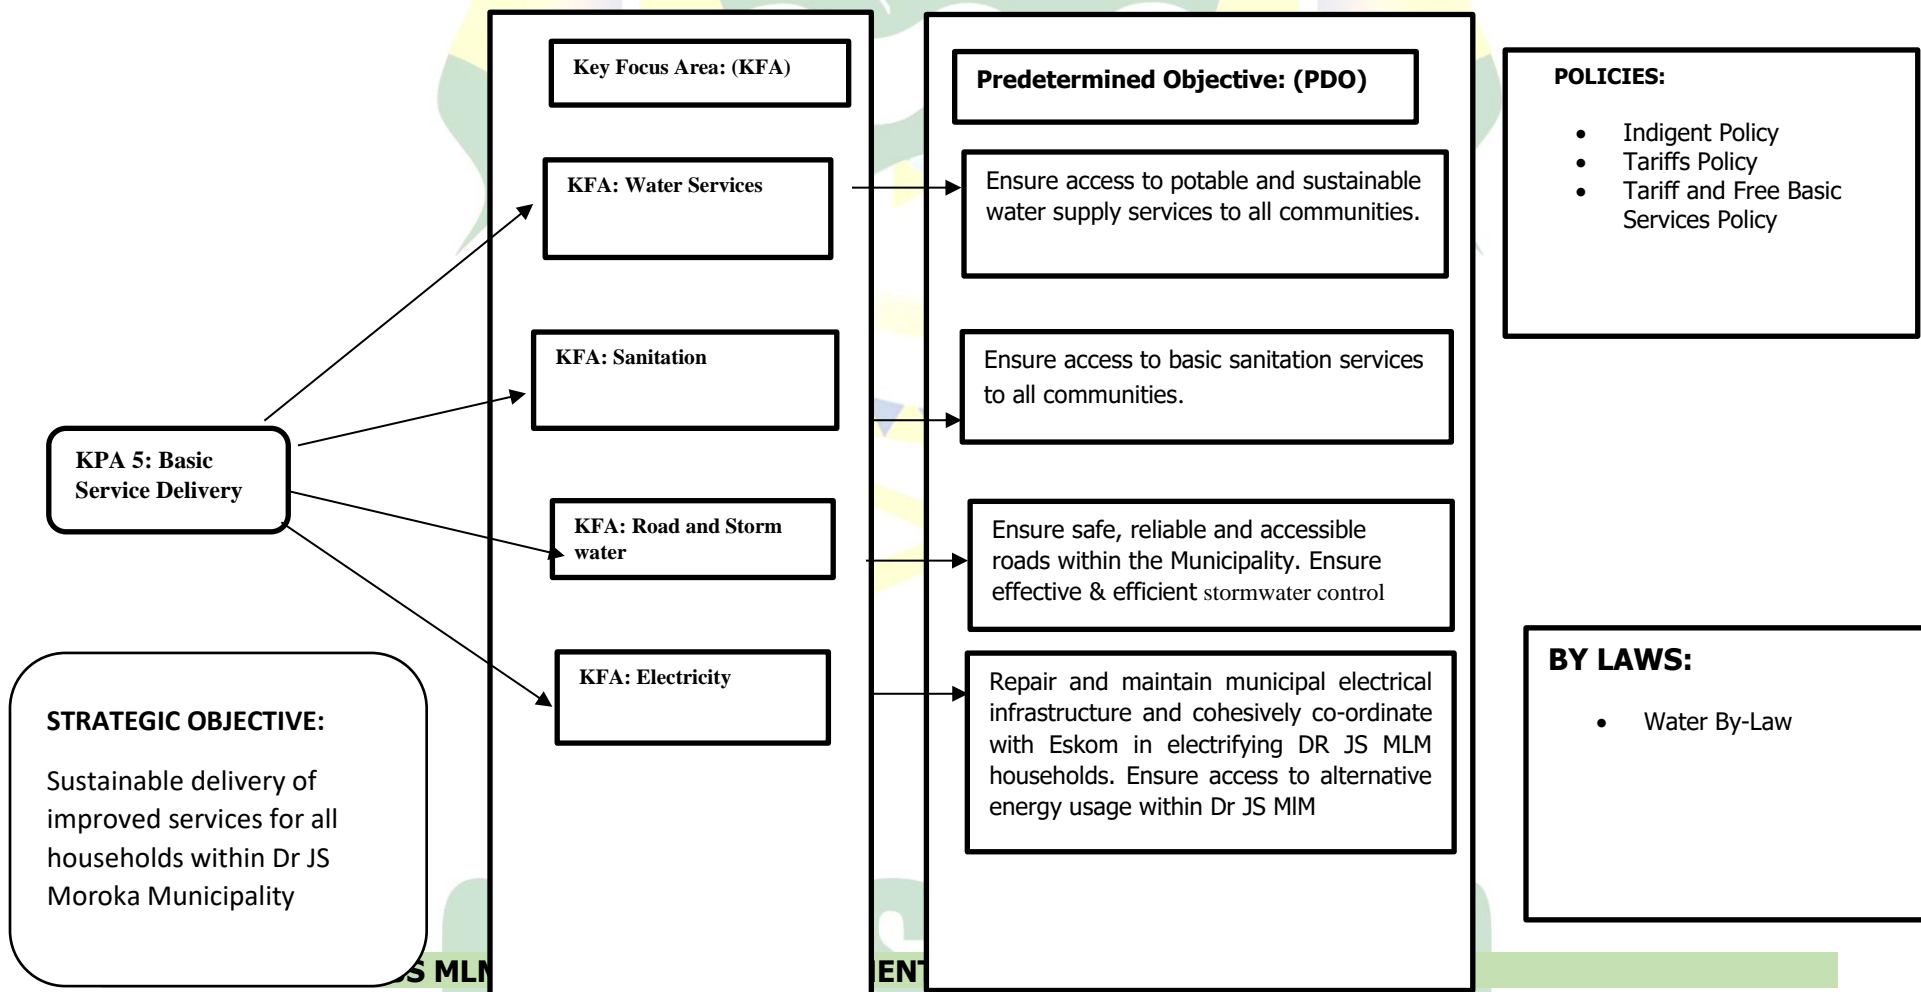 Key Focus Area: (KFA)
Predetermined Objective: (PDO)
POLICIES:
• Indigent Policy
• Tariffs Policy
• Tariff and Free Basic
Services Policy
KFA: Water Services
Ensure access to potable and sustainable
water supply services to all communities.
KFA: Sanitation
Ensure access to basic sanitation services
to all communities.
KPA 5: Basic
Service Delivery
KFA: Road and Storm
water
Ensure safe, reliable and accessible
roads within the Municipality. Ensure
effective & efficient stormwater control
KFA: Electricity
Repair and maintain municipal electrical
infrastructure and cohesively co-ordinate
with Eskom in electrifying DR JS MLM
households. Ensure access to alternative
energy usage within Dr JS MlM
BY LAWS:
• Water By-Law
STRATEGIC OBJECTIVE:
Sustainable delivery of
improved services for all
households within Dr JS
Moroka Municipality